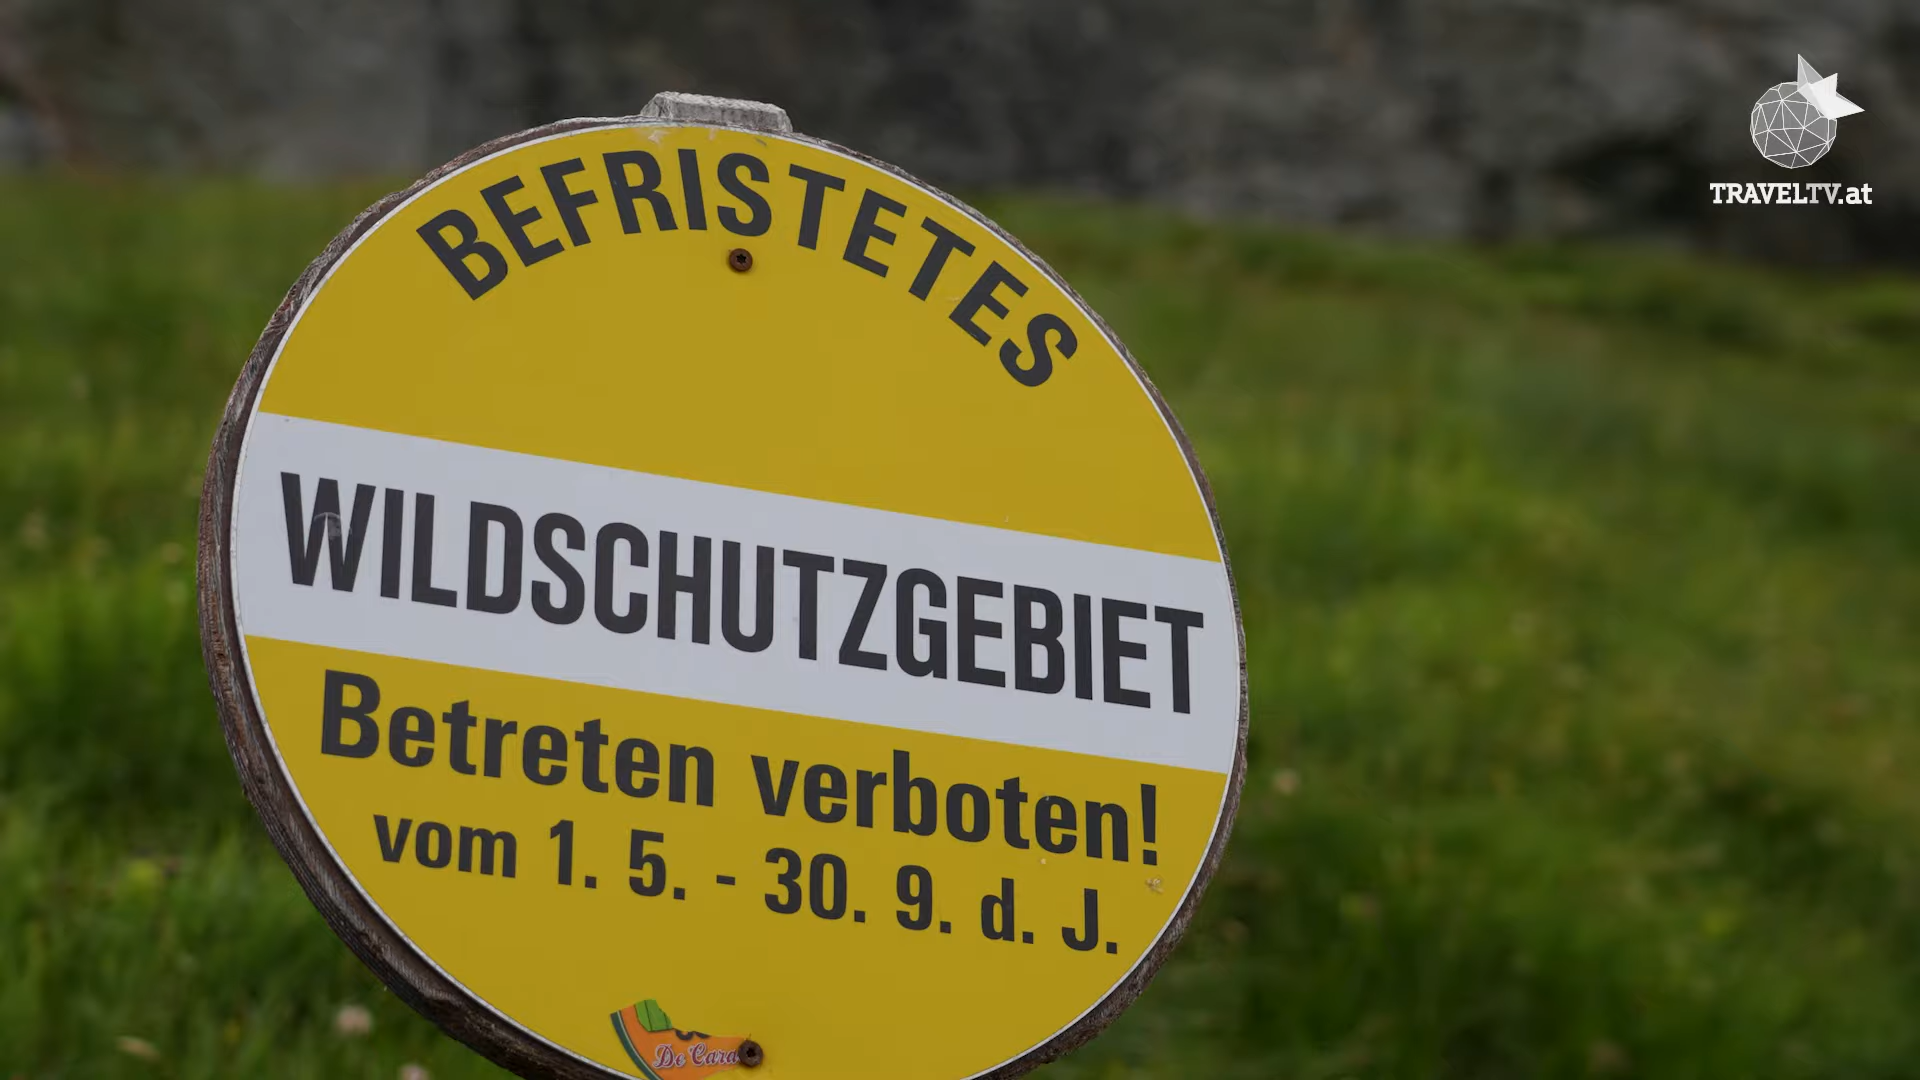 TRAVELTV.at
BEFRISTETES
WILDSCHUTZGEBIET
Betreten verboten!
vom 1. 5. - 30. 9. d. J.